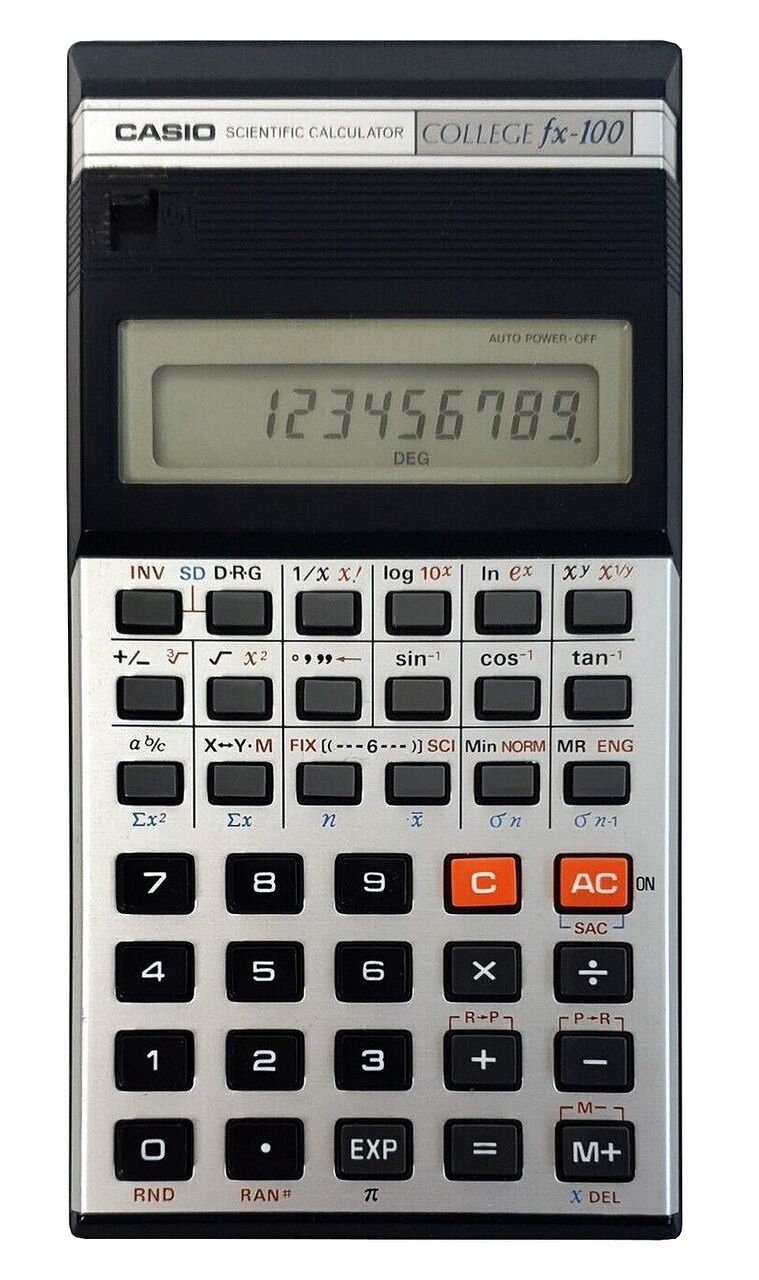 CASIO SCIENTIFIC CALCULATOR COLLEGE fx-100
AUTO POWER-OFF
123456789.
DEG
INV SD D·R·G 1/x x! log 10ˣ ln eˣ xʸ x¹/ʸ
+/− ³√ √ x² °,,, ← sin⁻¹ cos⁻¹ tan⁻¹
a b/c X↔Y·M FIX [(---6---)] SCI Min NORM MR ENG
Σx² Σx n x̄ σn σn-1
7 8 9 C AC ON
SAC
4 5 6 × ÷
R→P P→R
1 2 3 + −
M−
0 · EXP = M+
RND RAN# π x DEL